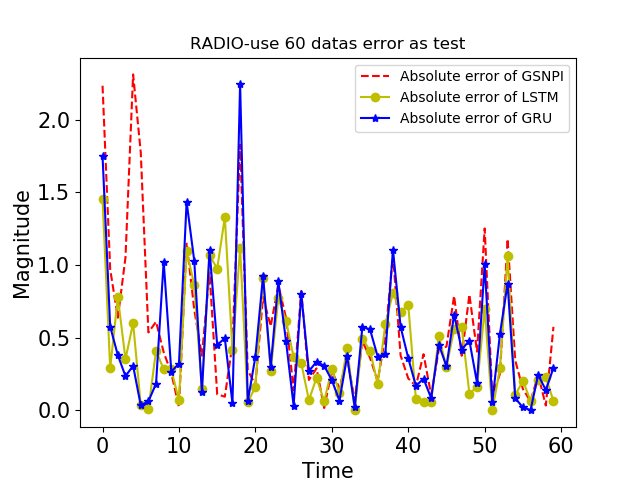 RADIO-use 60 datas error as test
Absolute error of GSNPI
Absolute error of LSTM
Absolute error of GRU
Magnitude
2.0
1.5
1.0
0.5
0.0
0 10 20 30 40 50 60
Time